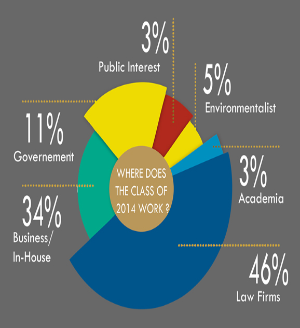 3%
Public Interest
5%
Environmentalist
11%
Governement
WHERE DOES
THE CLASS OF
2014 WORK ?
3%
Academia
34%
Business/
In-House
46%
Law Firms